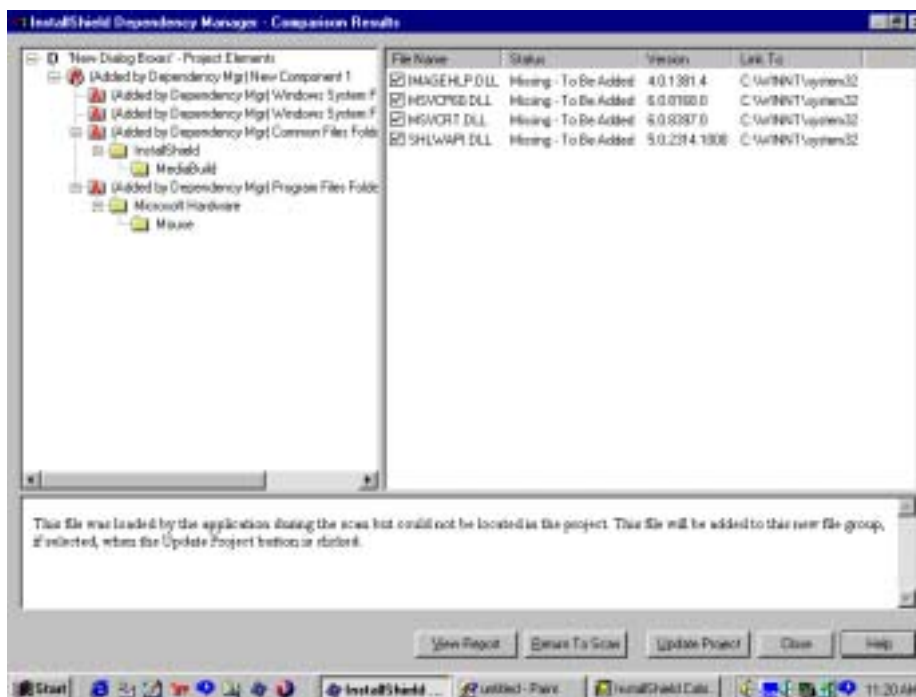 InstallShield Dependency Manager - Comparison Results
'New Dialog Boxes' - Project Elements
(Added by Dependency Mgr) New Component 1
(Added by Dependency Mgr) Windows System F
(Added by Dependency Mgr) Windows System F
(Added by Dependency Mgr) Common Files Folde
InstallShield
MediaBuild
(Added by Dependency Mgr) Program Files Folde
Microsoft Hardware
Mouse
File Name Status Version Link To
IMAGEHLP.DLL Missing - To Be Added 4.0.1381.4 C:\WINNT\system32
MSVCP60.DLL Missing - To Be Added 6.0.8168.0 C:\WINNT\system32
MSVCRT.DLL Missing - To Be Added 6.0.8397.0 C:\WINNT\system32
SHLWAPI.DLL Missing - To Be Added C:\WINNT\system32
This file was loaded by the application during the scan but could not be located in the project. This file will be added to this new file group,
if selected, when the Update Project button is clicked.
View Report Return To Scan Update Project Close Help
Start InstallShield ... untitled - Paint 11:20 AM